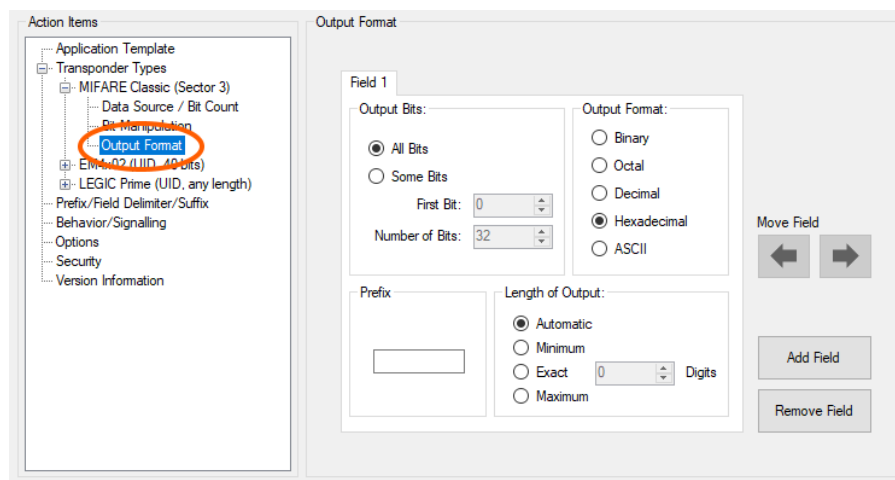 Action Items
Application Template
Transponder Types
MIFARE Classic (Sector 3)
Data Source / Bit Count
Bit Manipulation
Output Format
EM4x02 (UID, 40 bits)
LEGIC Prime (UID, any length)
Prefix/Field Delimiter/Suffix
Behavior/Signalling
Options
Security
Version Information
Output Format
Field 1
Output Bits:
All Bits
Some Bits
First Bit: 0
Number of Bits: 32
Output Format:
Binary
Octal
Decimal
Hexadecimal
ASCII
Move Field
Prefix
Length of Output:
Automatic
Minimum
Exact 0 Digits
Maximum
Add Field
Remove Field